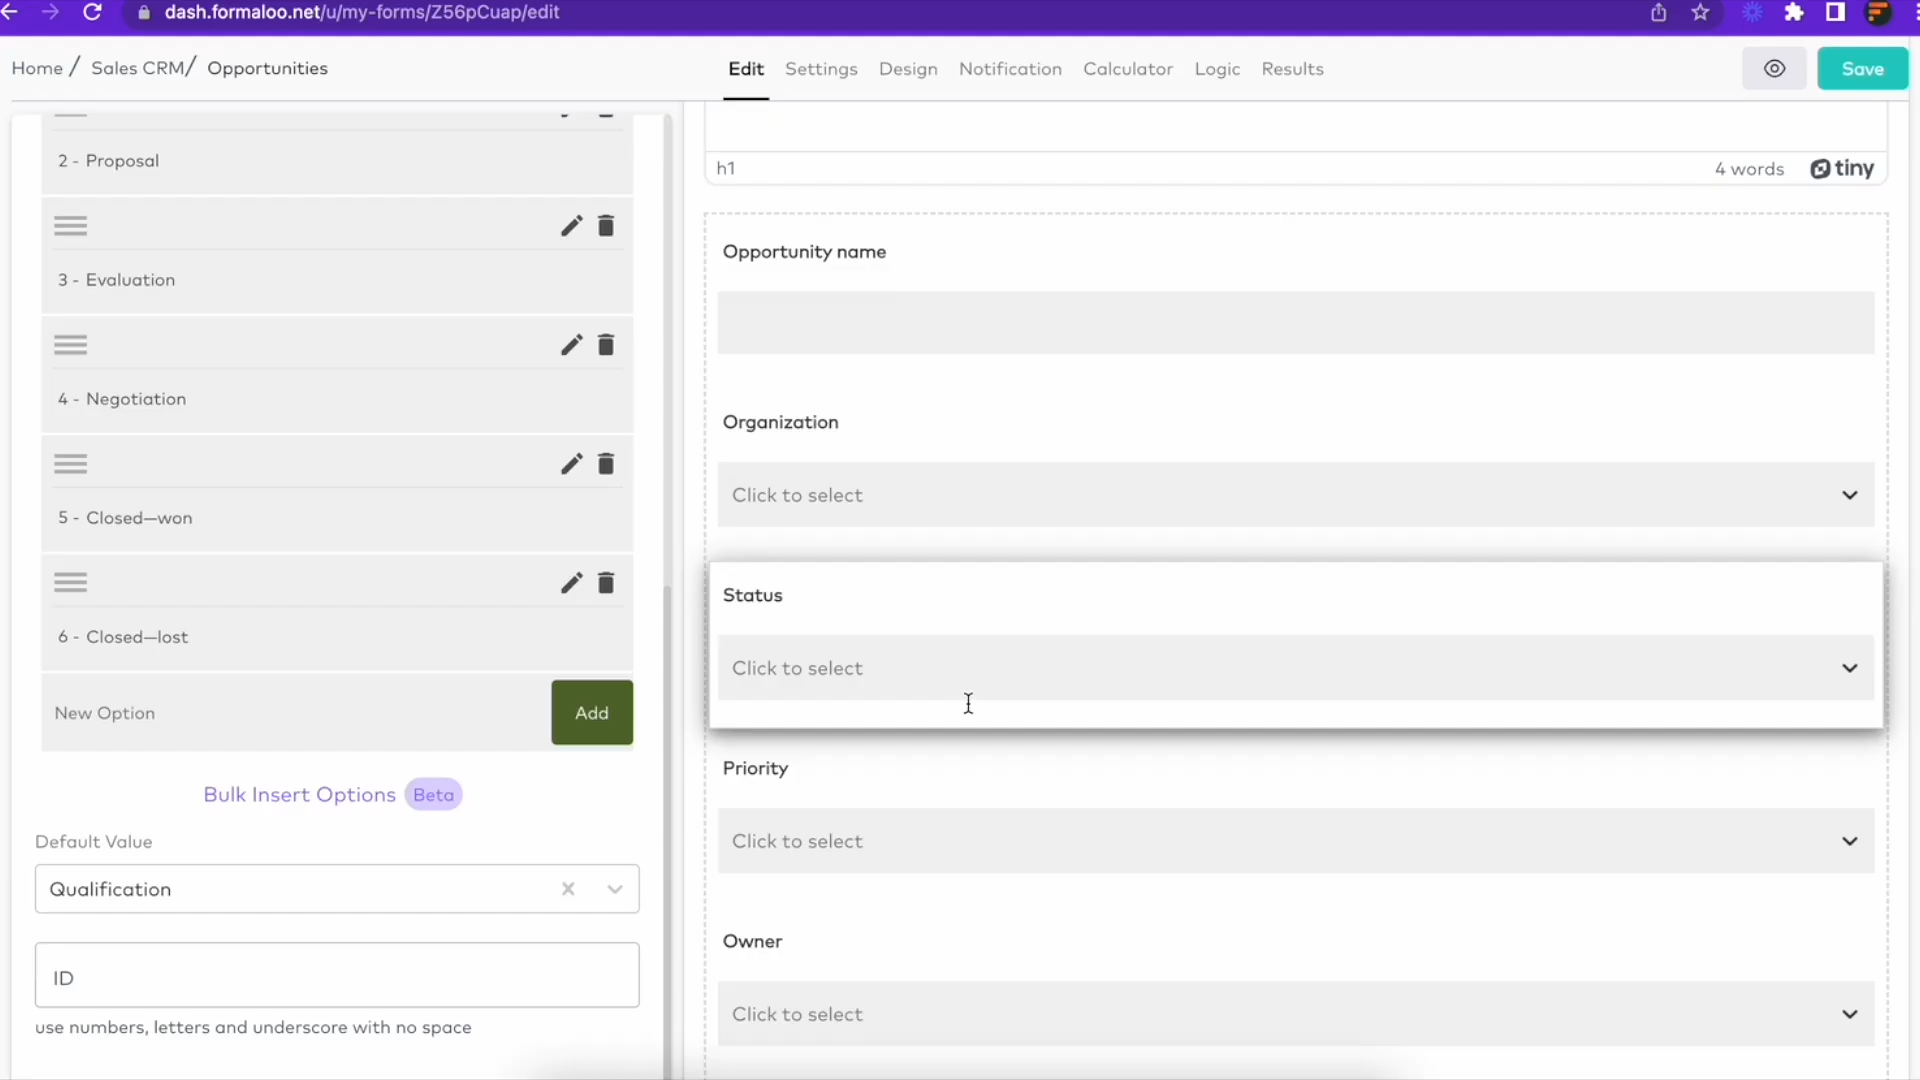 dash.formaloo.net/u/my-forms/Z56pCuap/edit
Home / Sales CRM/ Opportunities
Edit Settings Design Notification Calculator Logic Results
Save
2 - Proposal
3 - Evaluation
4 - Negotiation
5 - Closed—won
6 - Closed—lost
New Option Add
Bulk Insert Options Beta
Default Value
Qualification
ID
use numbers, letters and underscore with no space
h1 4 words tiny
Opportunity name
Organization
Click to select
Status
Click to select
Priority
Click to select
Owner
Click to select